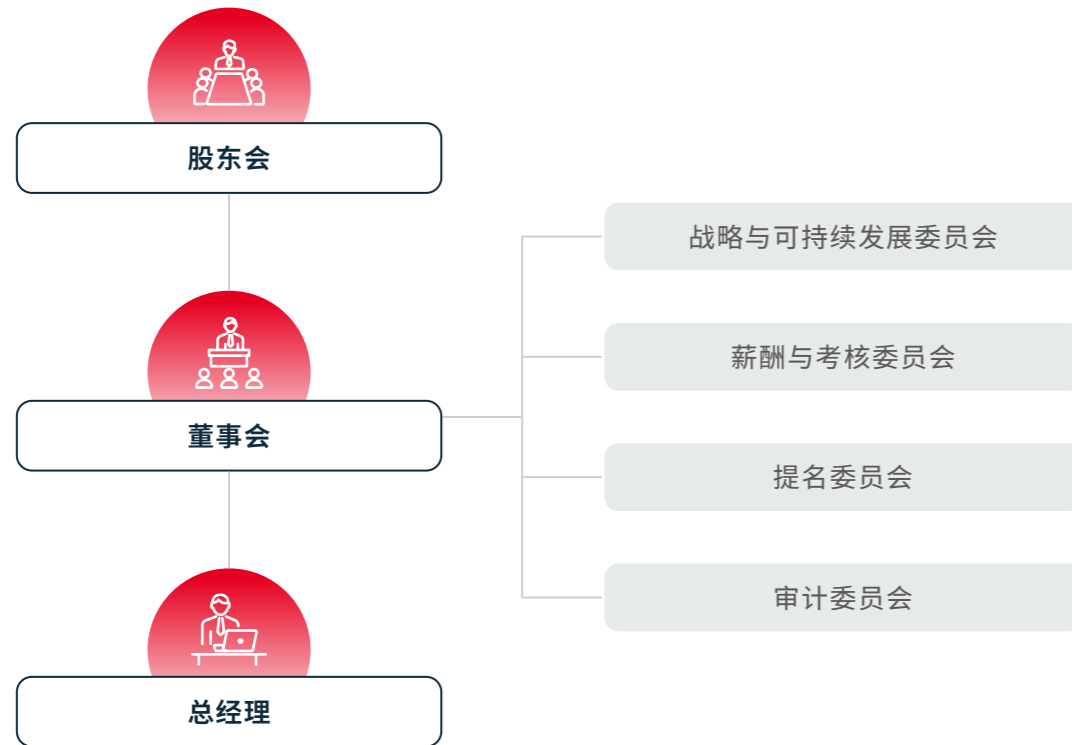 股东会
董事会
总经理
战略与可持续发展委员会
薪酬与考核委员会
提名委员会
审计委员会